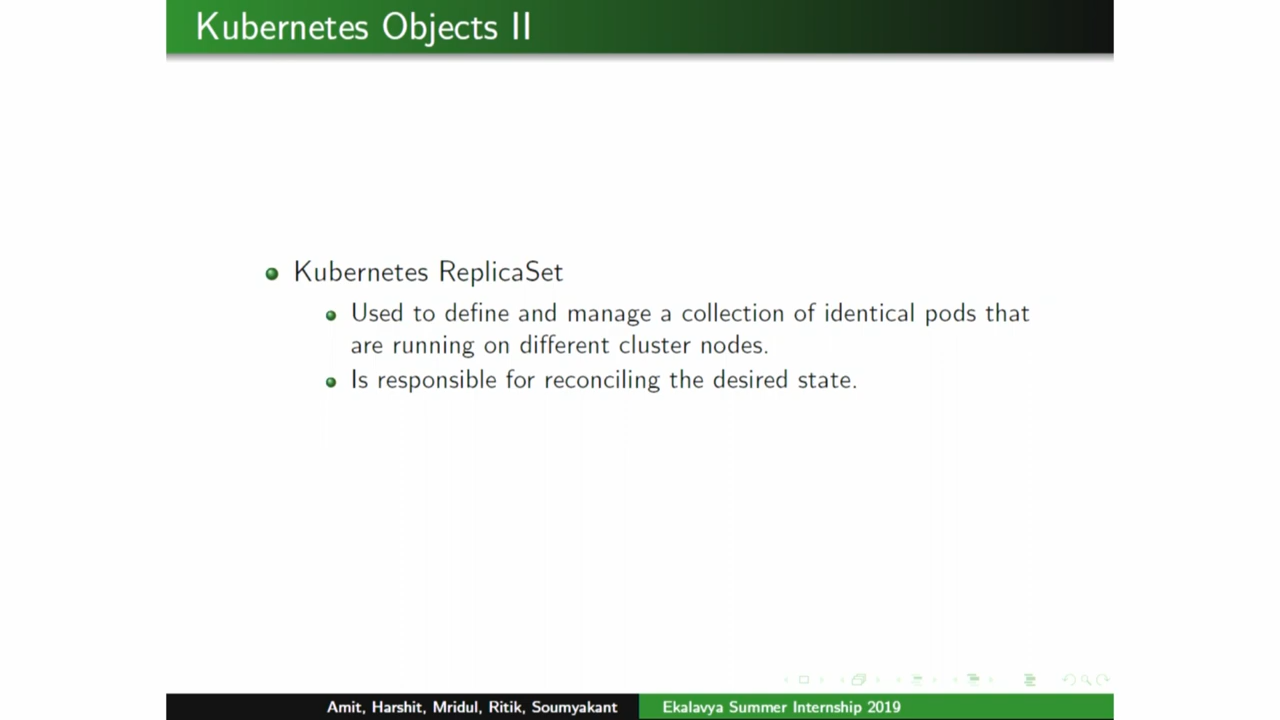 Kubernetes Objects II
Kubernetes ReplicaSet
Used to define and manage a collection of identical pods that
are running on different cluster nodes.
Is responsible for reconciling the desired state.
Amit, Harshit, Mridul, Ritik, Soumyakant
Ekalavya Summer Internship 2019